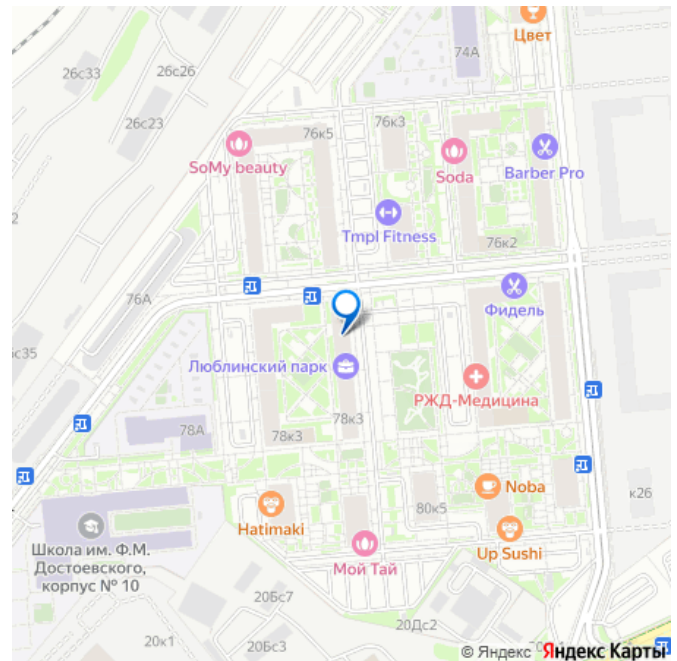 Цвет
74А
26с33
26с26
26с23
76к5
76к3
SoMy beauty
Soda
Barber Pro
Tmpl Fitness
76к2
76А
Фидель
с35
Люблинский парк
РЖД-Медицина
78А
78к3
78к3
Noba
80к5
к26
Hatimaki
Up Sushi
Школа им. Ф.М.
Достоевского,
корпус № 10
Мой Тай
20Бс7
20Дс2
20к1
20Бс3
© Яндекс Яндекс Карты